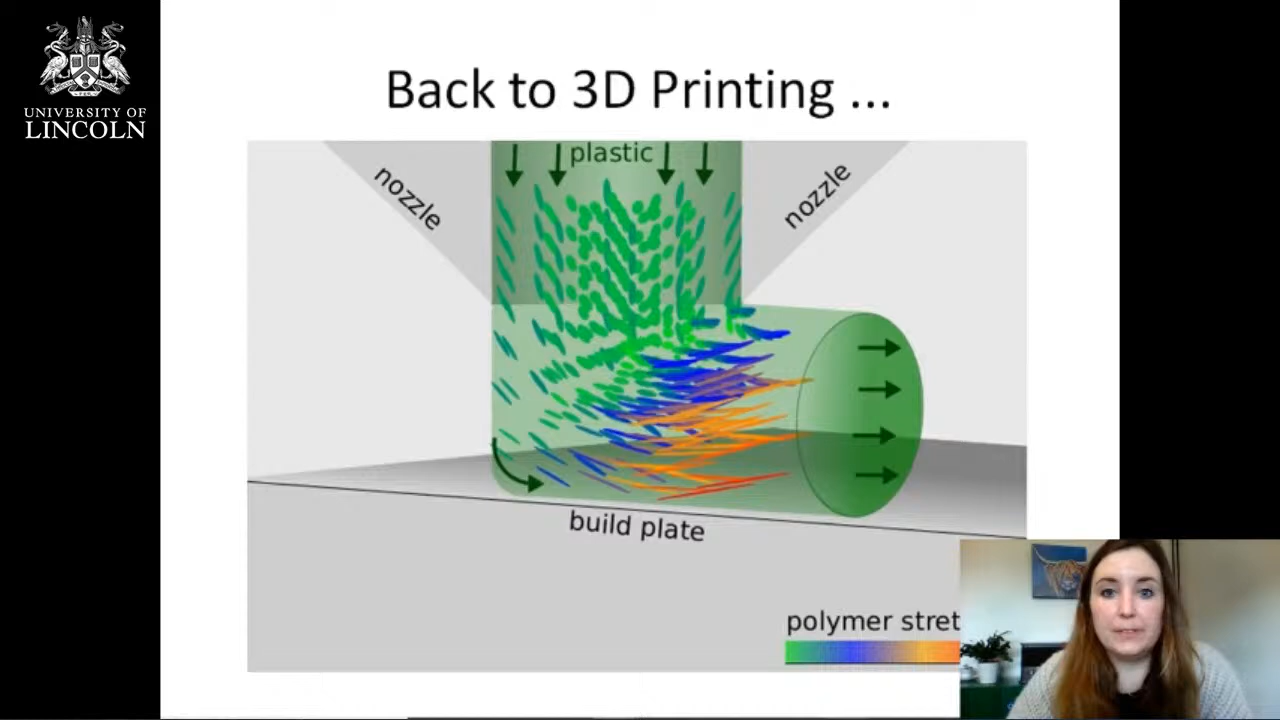 UNIVERSITY OF
LINCOLN
Back to 3D Printing ...
plastic
nozzle
nozzle
build plate
polymer stret